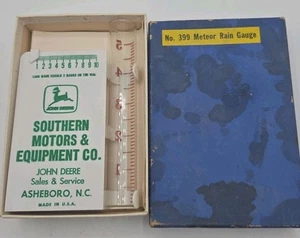 No. 399 Meteor Rain Gauge
1 2 3 4 5 6 7 8 9 10
JOHN DEERE
SOUTHERN
MOTORS &
EQUIPMENT CO.
JOHN DEERE
Sales & Service
ASHEBORO, N.C.
MADE IN U.S.A.
5